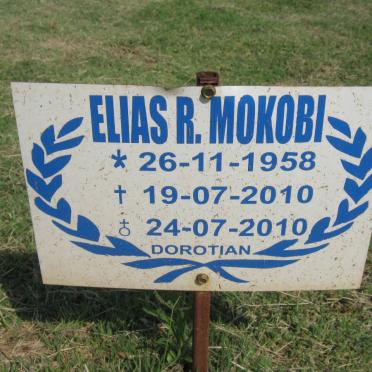 ELIAS R. MOKOBI
* 26-11-1958
† 19-07-2010
♁ 24-07-2010
DOROTIAN